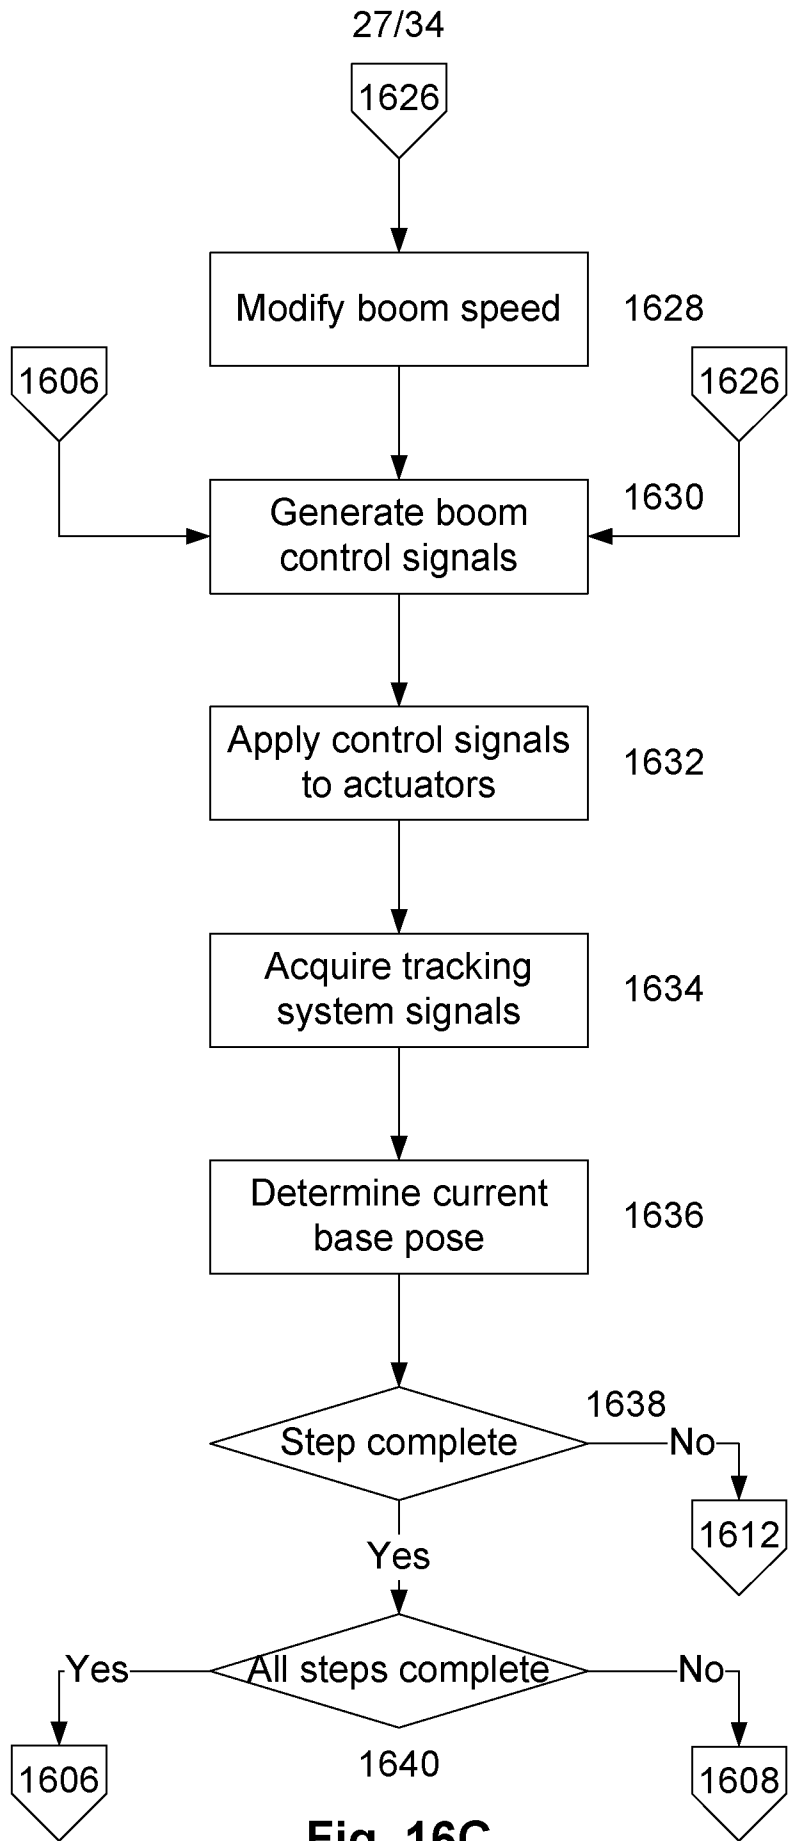 27/34
1626
Modify boom speed
1628
1606
1626
Generate boom
control signals
1630
Apply control signals
to actuators
1632
Acquire tracking
system signals
1634
Determine current
base pose
1636
Step complete
1638
No
1612
Yes
All steps complete
Yes
No
1640
1606
1608
Fig. 16C